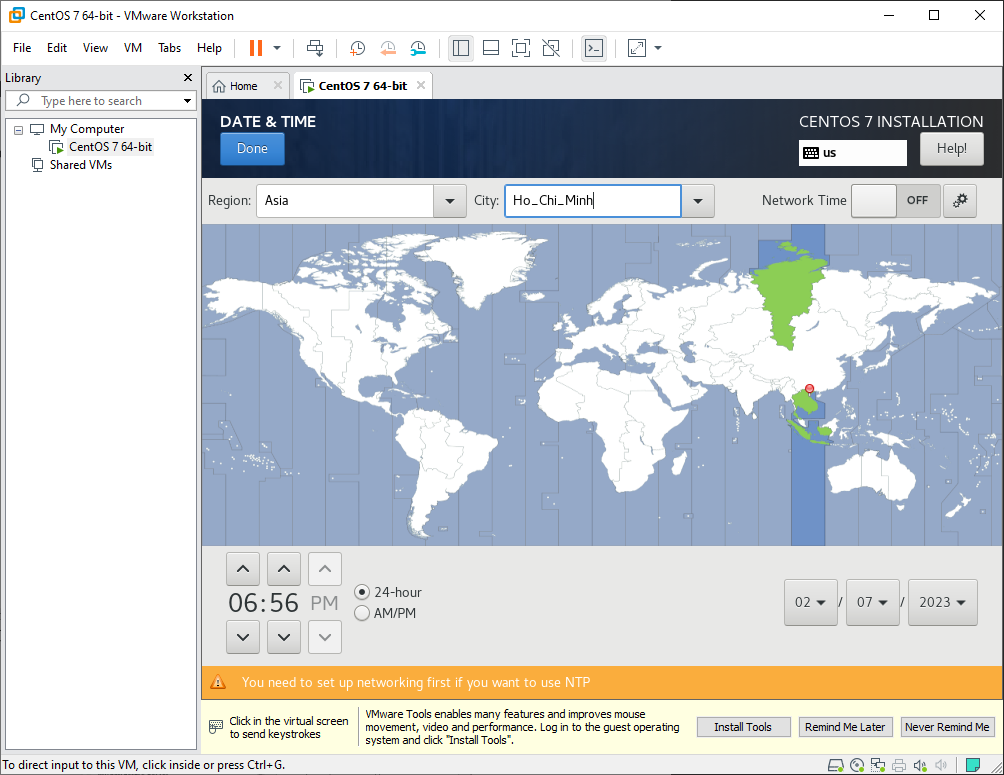 CentOS 7 64-bit - VMware Workstation
File Edit View VM Tabs Help
Library
Type here to search
My Computer
CentOS 7 64-bit
Shared VMs
Home
CentOS 7 64-bit
DATE & TIME
Done
CENTOS 7 INSTALLATION
us
Help!
Region: Asia City: Ho_Chi_Minh Network Time OFF
06:56 PM
24-hour
AM/PM
02 / 07 / 2023
You need to set up networking first if you want to use NTP
Click in the virtual screen
to send keystrokes
VMware Tools enables many features and improves mouse
movement, video and performance. Log in to the guest operating
system and click "Install Tools".
Install Tools
Remind Me Later
Never Remind Me
To direct input to this VM, click inside or press Ctrl+G.